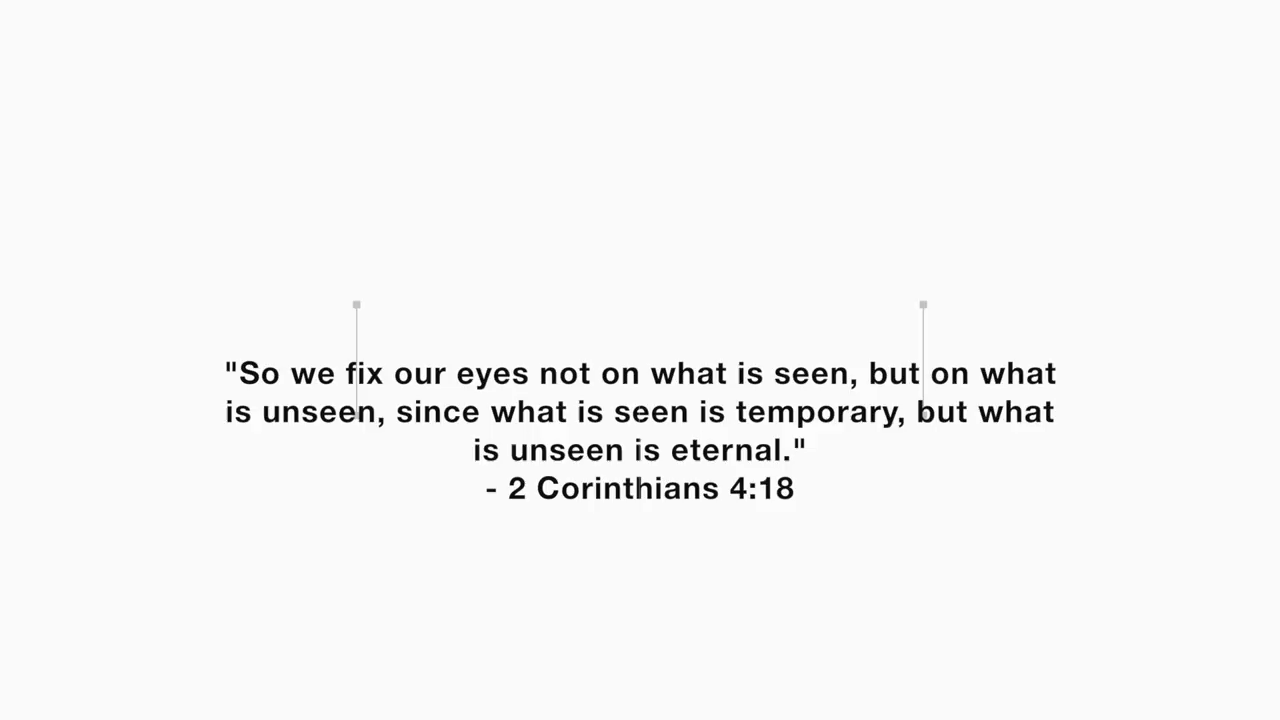 "So we fix our eyes not on what is seen, but on what
is unseen, since what is seen is temporary, but what
is unseen is eternal."
- 2 Corinthians 4:18